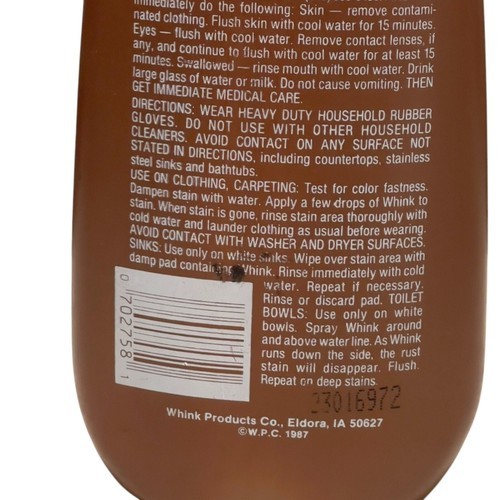 immediately do the following: Skin — remove contami-
nated clothing. Flush skin with cool water for 15 minutes.
Eyes — flush with cool water. Remove contact lenses, if
any, and continue to flush with cool water for at least 15
minutes. Swallowed — rinse mouth with cool water. Drink
large glass of water or milk. Do not cause vomiting. THEN
GET IMMEDIATE MEDICAL CARE.
DIRECTIONS: WEAR HEAVY DUTY HOUSEHOLD RUBBER
GLOVES. DO NOT USE WITH OTHER HOUSEHOLD
CLEANERS. AVOID CONTACT ON ANY SURFACE NOT
STATED IN DIRECTIONS, including countertops, stainless
steel sinks and bathtubs.
USE ON CLOTHING, CARPETING: Test for color fastness.
Dampen stain with water. Apply a few drops of Whink to
stain. When stain is gone, rinse stain area thoroughly with
cold water and launder clothing as usual before wearing.
AVOID CONTACT WITH WASHER AND DRYER SURFACES.
SINKS: Use only on white sinks. Wipe over stain area with
damp pad containing Whink. Rinse immediately with cold
water. Repeat if necessary.
Rinse or discard pad. TOILET
BOWLS: Use only on white
bowls. Spray Whink around
and above water line. As Whink
runs down the side, the rust
stain will disappear. Flush.
Repeat on deep stains.
0 702758 1
23016972
Whink Products Co., Eldora, IA 50627
©W.P.C. 1987